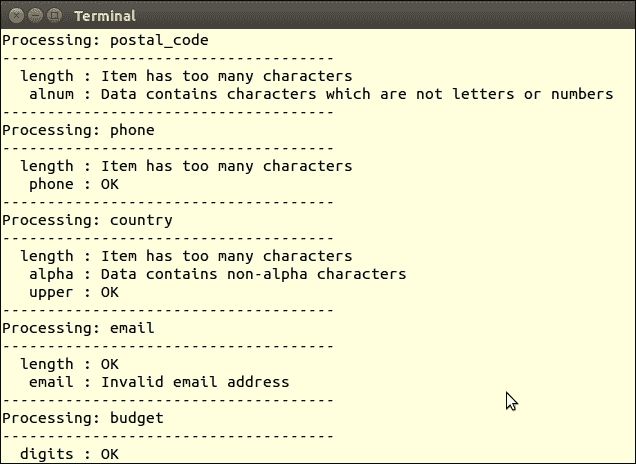 Terminal
Processing: postal_code
-------------------------------------
length : Item has too many characters
alnum : Data contains characters which are not letters or numbers
-------------------------------------
Processing: phone
-------------------------------------
length : Item has too many characters
phone : OK
-------------------------------------
Processing: country
-------------------------------------
length : Item has too many characters
alpha : Data contains non-alpha characters
upper : OK
-------------------------------------
Processing: email
-------------------------------------
length : OK
email : Invalid email address
-------------------------------------
Processing: budget
-------------------------------------
digits : OK